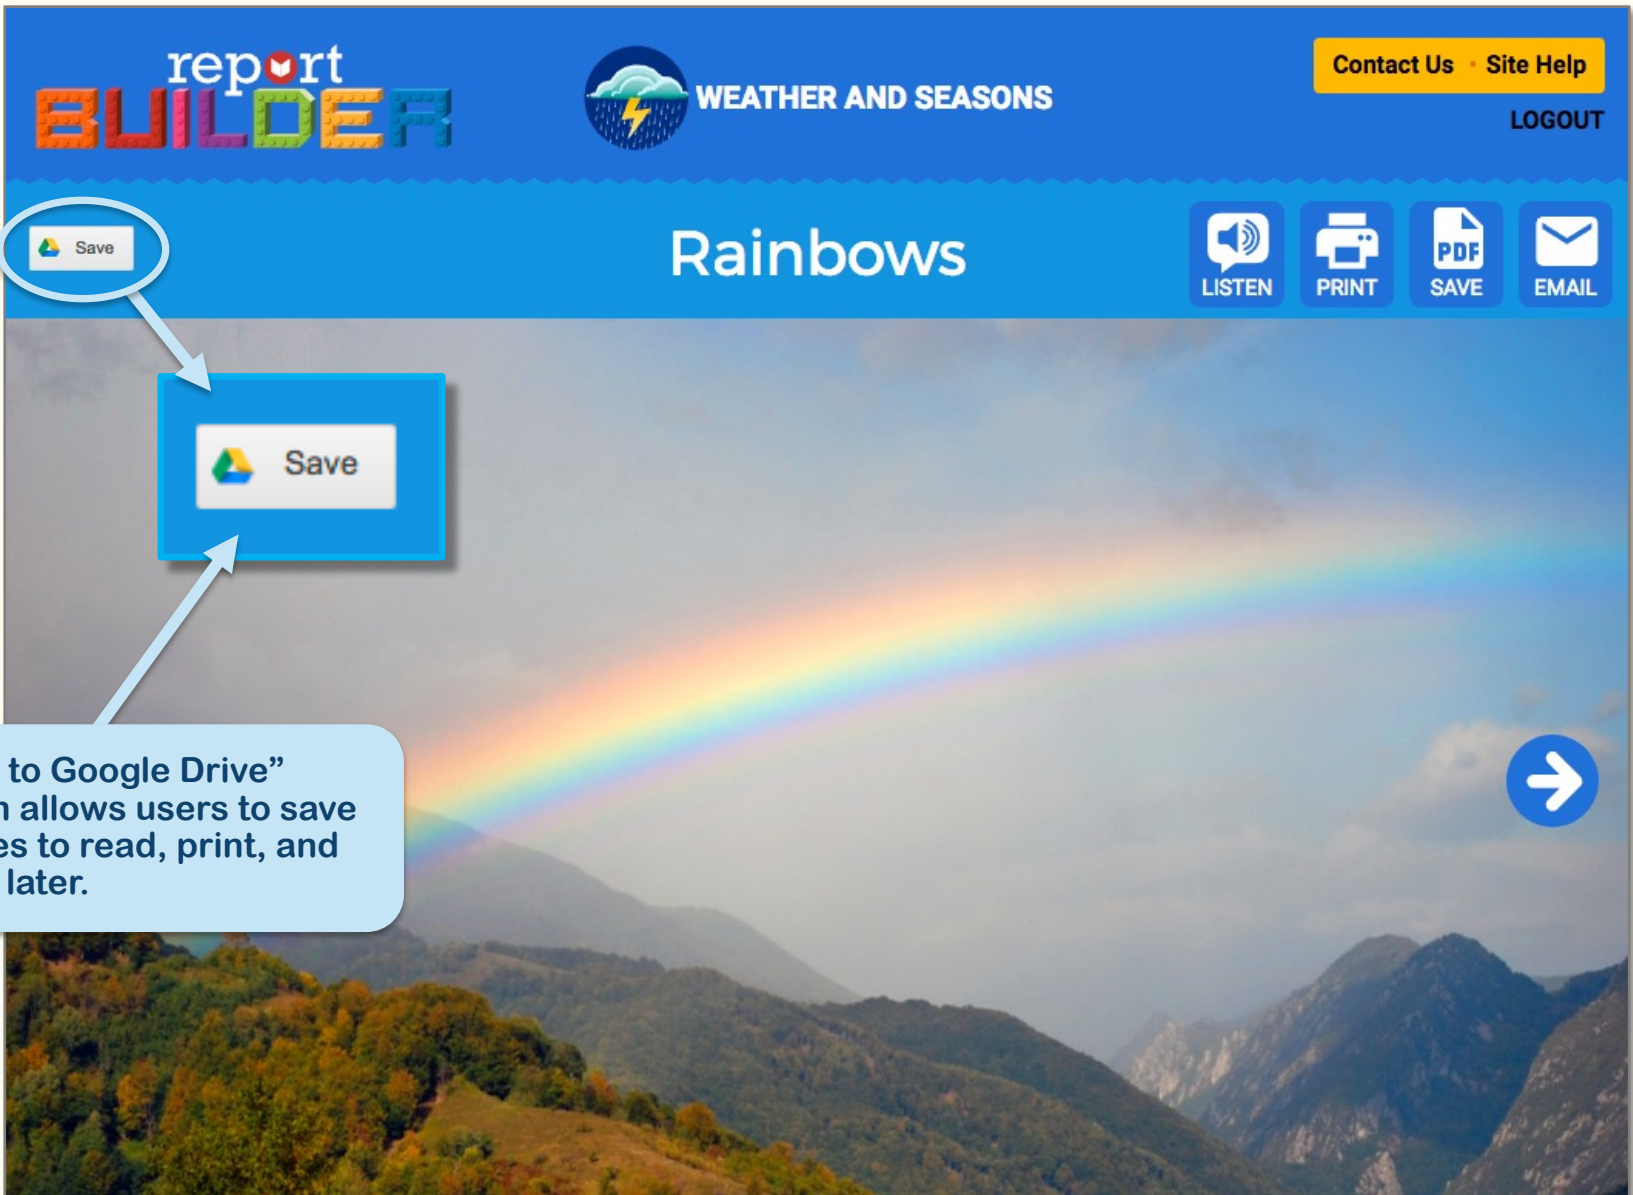 report
BUILDER
WEATHER AND SEASONS
Contact Us • Site Help
LOGOUT
Save
Rainbows
LISTEN
PRINT
PDF
SAVE
EMAIL
Save
to Google Drive”
allows users to save
to read, print, and
later.